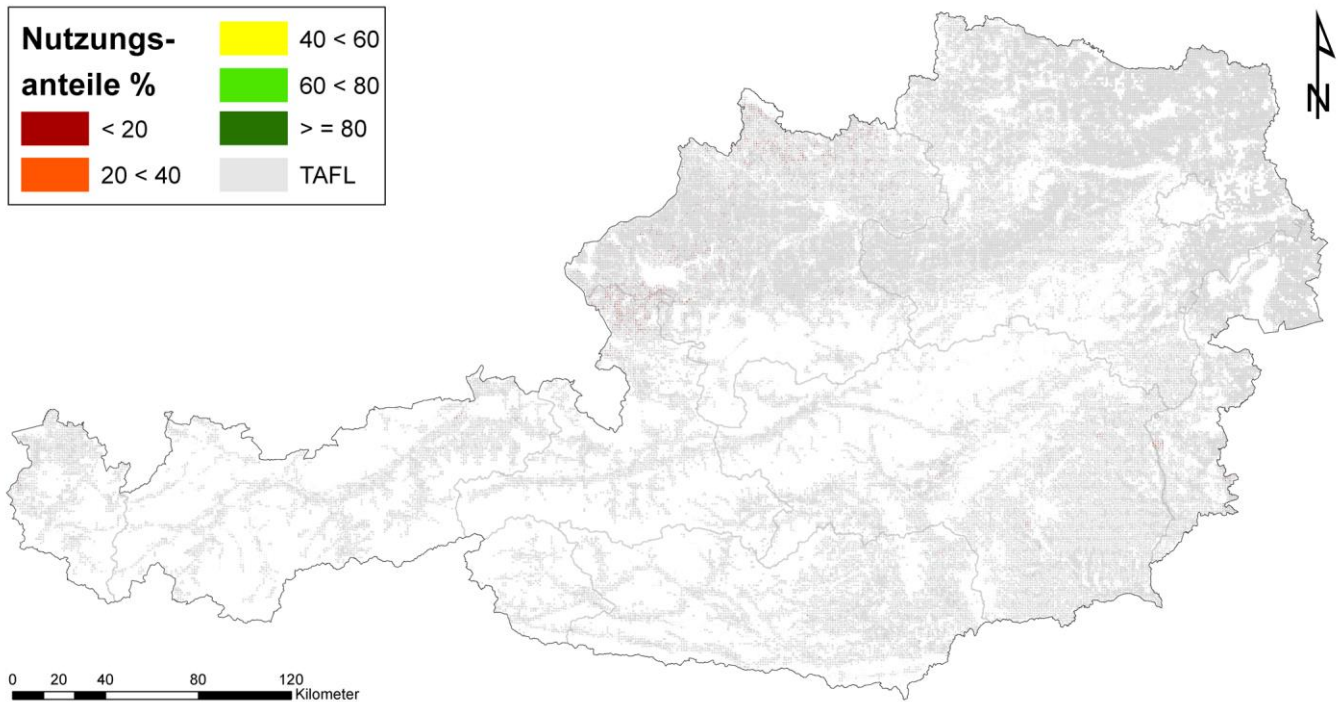 Nutzungs-
anteile %
< 20
20 < 40
40 < 60
60 < 80
> = 80
TAFL
N
0 20 40 80 120
Kilometer